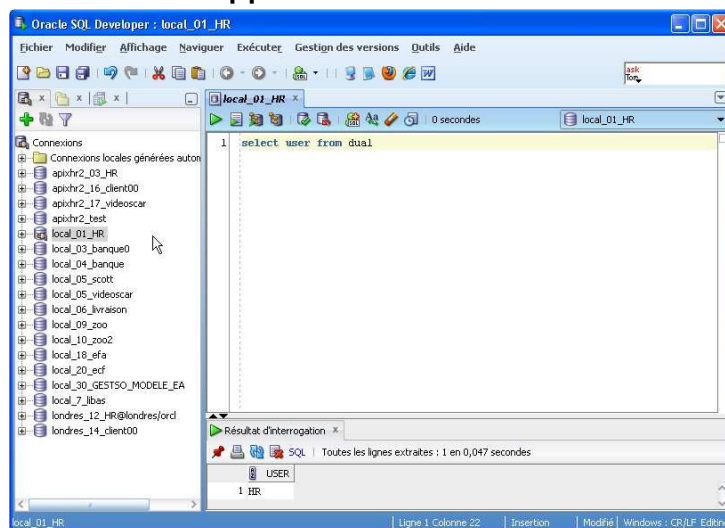 Oracle SQL Developer : local_01_HR
Fichier Modifier Affichage Naviguer Exécuter Gestion des versions Outils Aide
ask
Tom
local_01_HR
0 secondes
local_01_HR
Connexions
Connexions locales générées auton
apixhr2_03_HR
apixhr2_16_client00
apixhr2_17_videoscar
apixhr2_test
local_01_HR
local_03_banque0
local_04_banque
local_05_scott
local_05_videoscar
local_06_livraison
local_09_zoo
local_10_zoo2
local_18_efa
local_20_ecf
local_30_GESTSO_MODELE_EA
local_7_libas
londres_12_HR@londres/orcl
londres_14_client00
1 select user from dual
Résultat d'interrogation
SQL | Toutes les lignes extraites : 1 en 0,047 secondes
USER
1 HR
local_01_HR
Ligne 1 Colonne 22 | Insertion | Modifié | Windows : CR/LF Editing